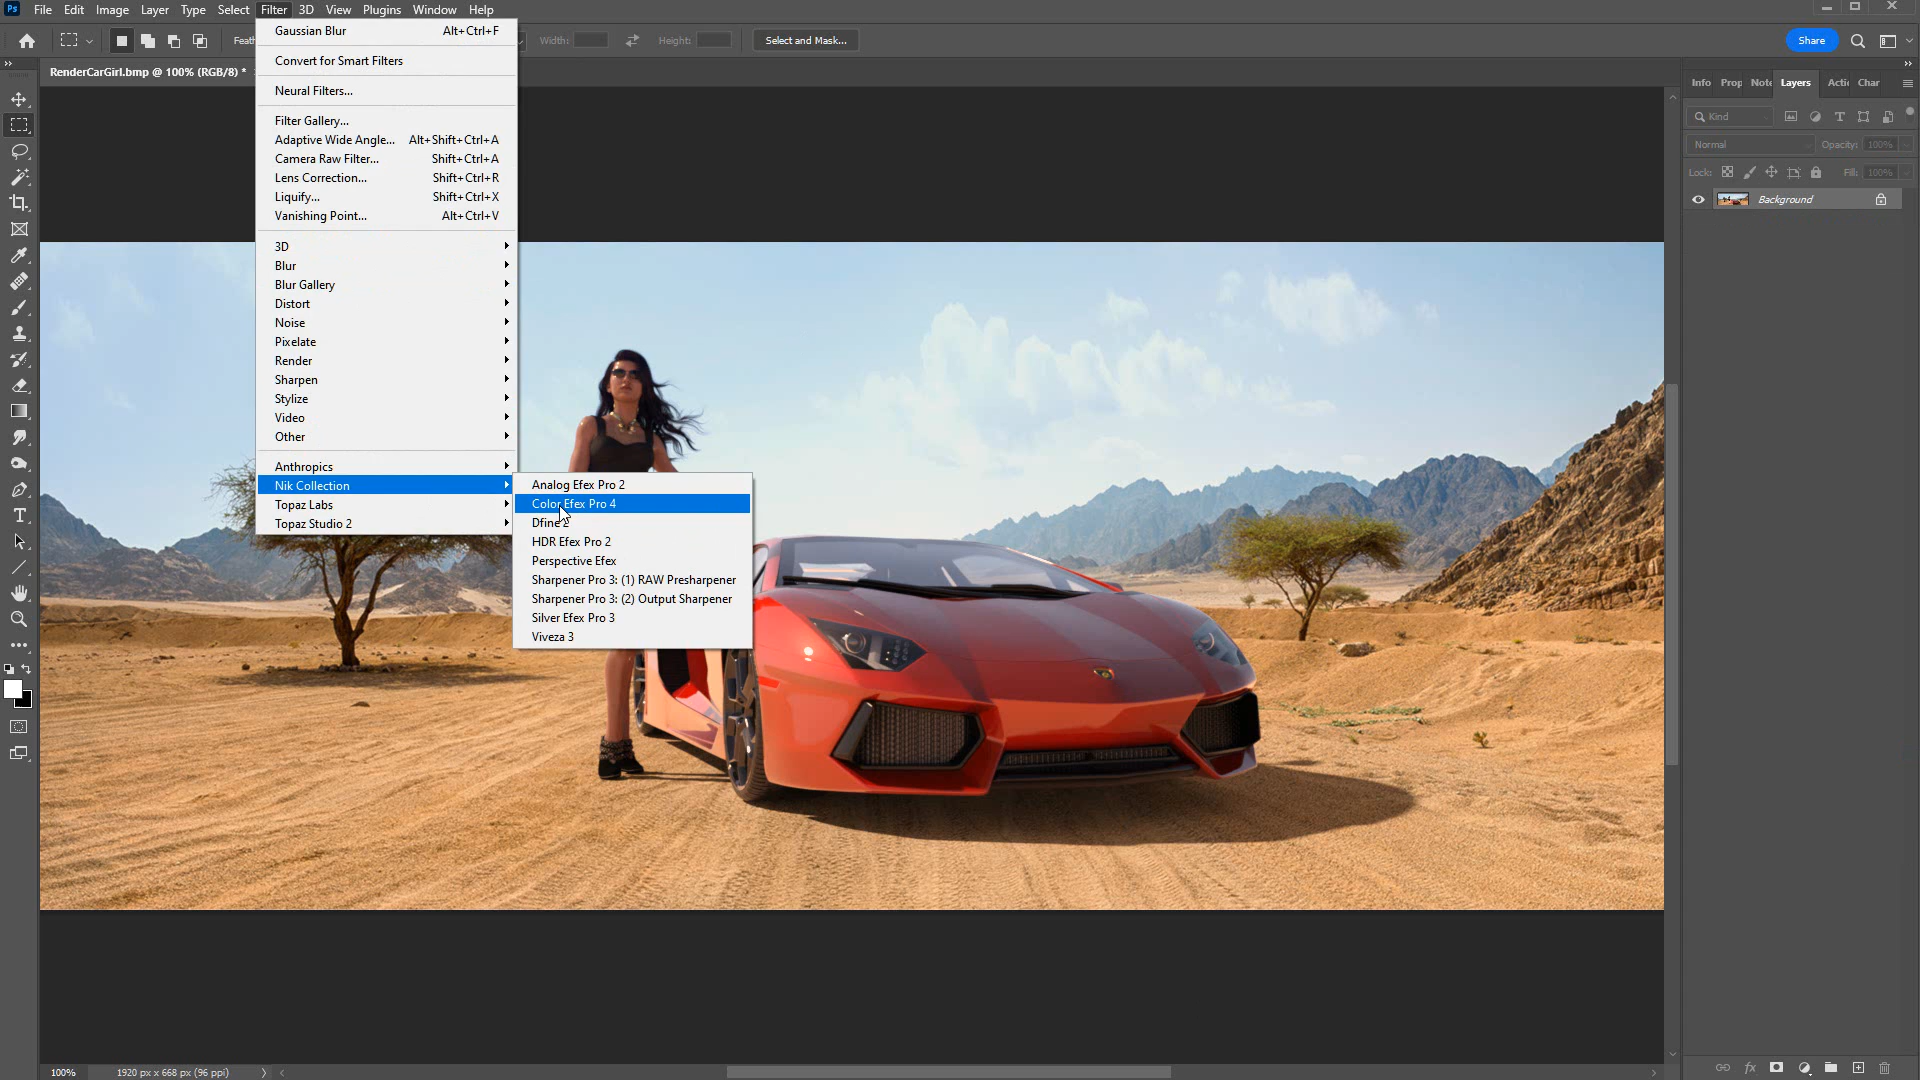 Ps File Edit Image Layer Type Select Filter 3D View Plugins Window Help
Width: Height: Select and Mask... Share
RenderCarGirl.bmp @ 100% (RGB/8) *
Gaussian Blur Alt+Ctrl+F
Convert for Smart Filters
Neural Filters...
Filter Gallery...
Adaptive Wide Angle... Alt+Shift+Ctrl+A
Camera Raw Filter... Shift+Ctrl+A
Lens Correction... Shift+Ctrl+R
Liquify... Shift+Ctrl+X
Vanishing Point... Alt+Ctrl+V
3D
Blur
Blur Gallery
Distort
Noise
Pixelate
Render
Sharpen
Stylize
Video
Other
Anthropics
Nik Collection
Topaz Labs
Topaz Studio 2
Analog Efex Pro 2
Color Efex Pro 4
Dfine 2
HDR Efex Pro 2
Perspective Efex
Sharpener Pro 3: (1) RAW Presharpener
Sharpener Pro 3: (2) Output Sharpener
Silver Efex Pro 3
Viveza 3
Info Prop Note Layers Acti Char
Kind
Normal Opacity: 100%
Lock: Fill: 100%
Background
100% 1920 px x 668 px (96 ppi)